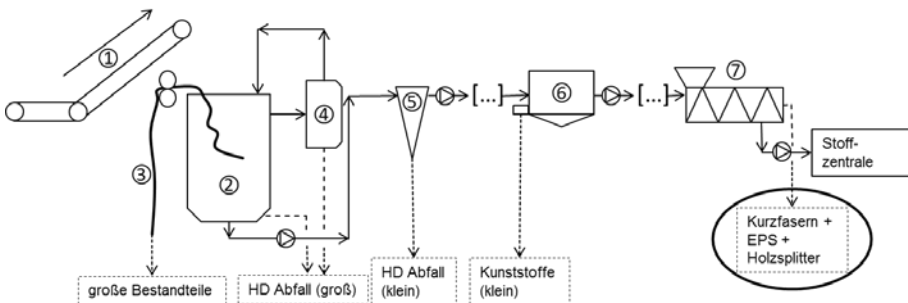 ①
⑦
⑥
④
⑤
[...]
[...]
③
②
Stoff-
zentrale
Kurzfasern +
EPS +
Holzsplitter
große Bestandteile
HD Abfall (groß)
HD Abfall
(klein)
Kunststoffe
(klein)